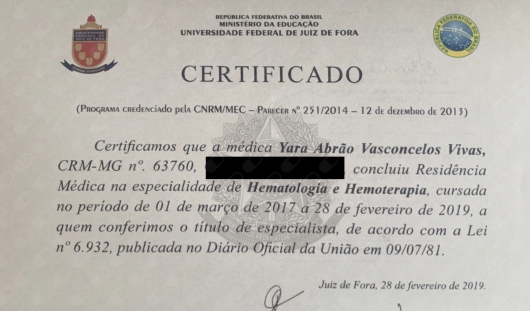 REPÚBLICA FEDERATIVA DO BRASIL
MINISTÉRIO DA EDUCAÇÃO
UNIVERSIDADE FEDERAL DE JUIZ DE FORA
CERTIFICADO
(PROGRAMA CREDENCIADO PELA CNRM/MEC – PARECER Nº 251/2014 – 12 DE DEZEMBRO DE 2013)
Certificamos que a médica Yara Abrão Vasconcelos Vivas,
CRM-MG nº. 63760, concluiu Residência
Médica na especialidade de Hematologia e Hemoterapia, cursada
no período de 01 de março de 2017 a 28 de fevereiro de 2019, a
quem conferimos o título de especialista, de acordo com a Lei
nº 6.932, publicada no Diário Oficial da União em 09/07/81.
Juiz de Fora, 28 de fevereiro de 2019.